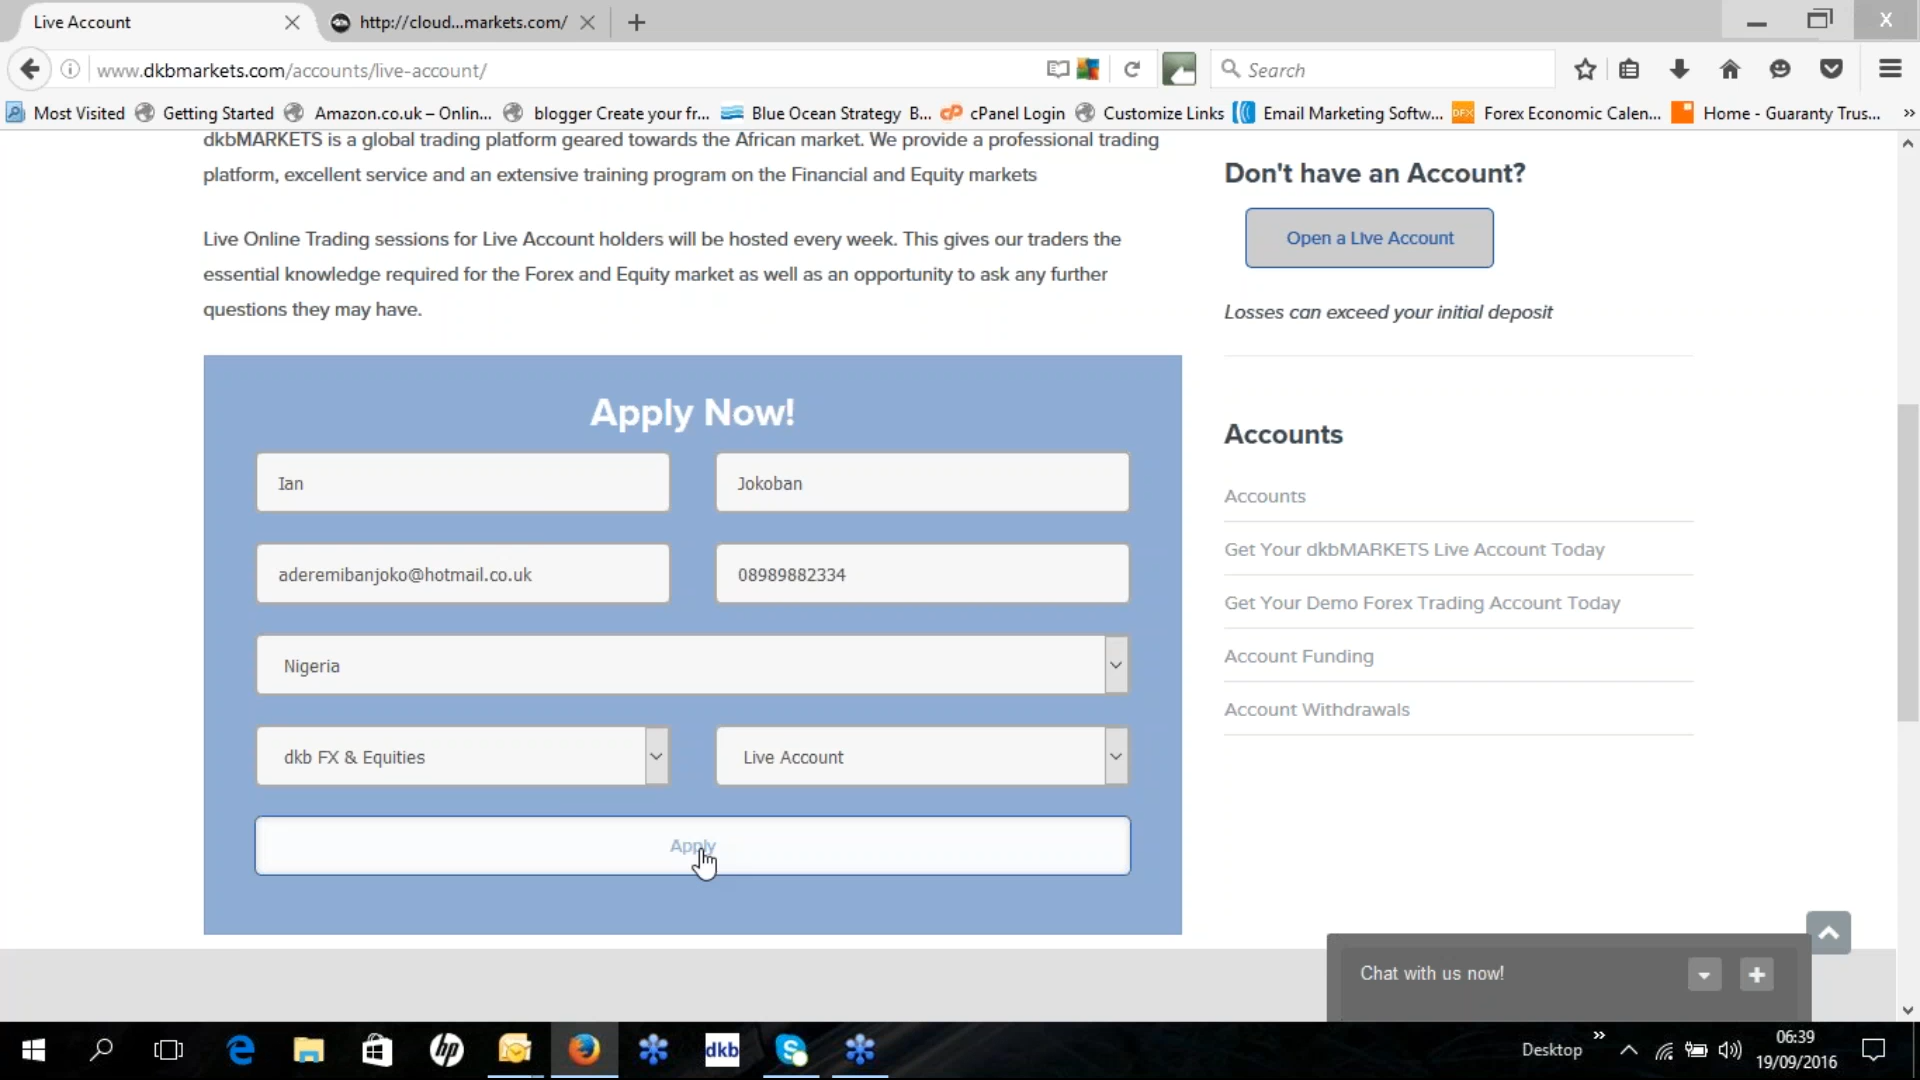 Live Account
http://cloud...markets.com/
www.dkbmarkets.com/accounts/live-account/
Search
Most Visited
Getting Started
Amazon.co.uk – Onlin...
blogger Create your fr...
Blue Ocean Strategy B...
cPanel Login
Customize Links
Email Marketing Softw...
Forex Economic Calen...
Home - Guaranty Trus...
dkbMARKETS is a global trading platform geared towards the African market. We provide a professional trading
platform, excellent service and an extensive training program on the Financial and Equity markets
Live Online Trading sessions for Live Account holders will be hosted every week. This gives our traders the
essential knowledge required for the Forex and Equity market as well as an opportunity to ask any further
questions they may have.
Apply Now!
Ian
Jokoban
aderemibanjoko@hotmail.co.uk
08989882334
Nigeria
dkb FX & Equities
Live Account
Apply
Don't have an Account?
Open a Live Account
Losses can exceed your initial deposit
Accounts
Accounts
Get Your dkbMARKETS Live Account Today
Get Your Demo Forex Trading Account Today
Account Funding
Account Withdrawals
Chat with us now!
hp
dkb
Desktop
06:39
19/09/2016